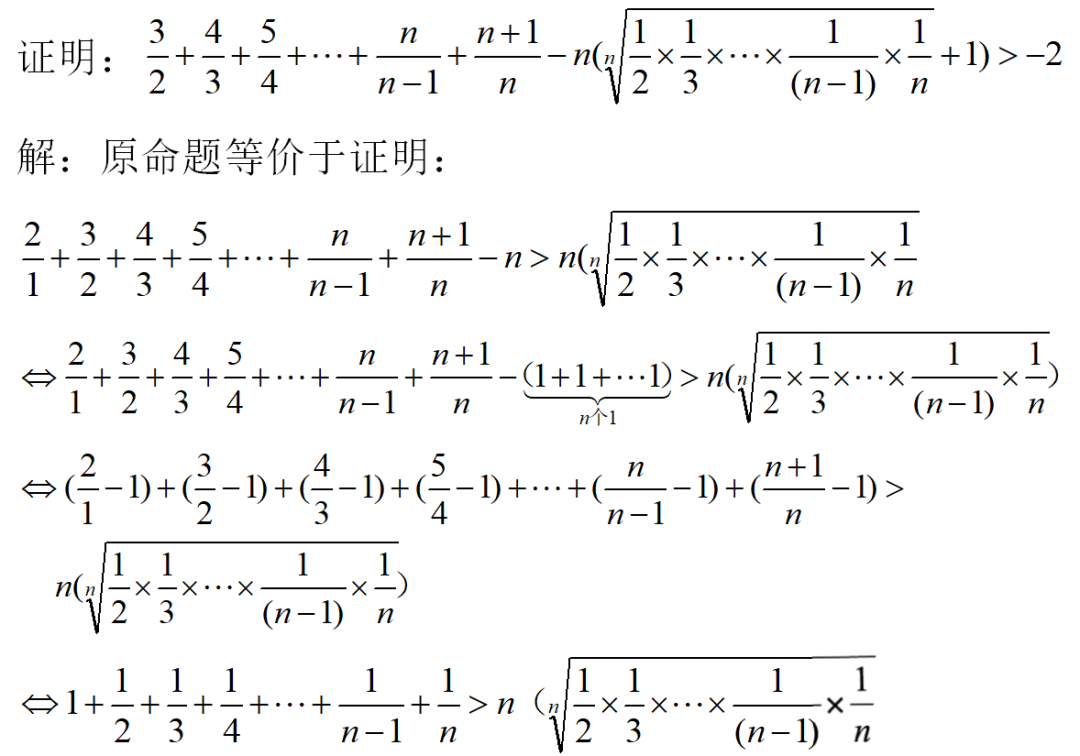 证明：3/2+4/3+5/4+⋯+n/(n−1)+(n+1)/n−n(ⁿ√(1/2×1/3×⋯×1/(n−1)×1/n)+1)>−2
解：原命题等价于证明：
2/1+3/2+4/3+5/4+⋯+n/(n−1)+(n+1)/n−n>n(ⁿ√(1/2×1/3×⋯×1/(n−1)×1/n)
⇔2/1+3/2+4/3+5/4+⋯+n/(n−1)+(n+1)/n−(1+1+⋯1)>n(ⁿ√(1/2×1/3×⋯×1/(n−1)×1/n))
n个1
⇔(2/1−1)+(3/2−1)+(4/3−1)+(5/4−1)+⋯+(n/(n−1)−1)+((n+1)/n−1)>
n(ⁿ√(1/2×1/3×⋯×1/(n−1)×1/n))
⇔1+1/2+1/3+1/4+⋯+1/(n−1)+1/n>n（ⁿ√(1/2×1/3×⋯×1/(n−1)×1/n)